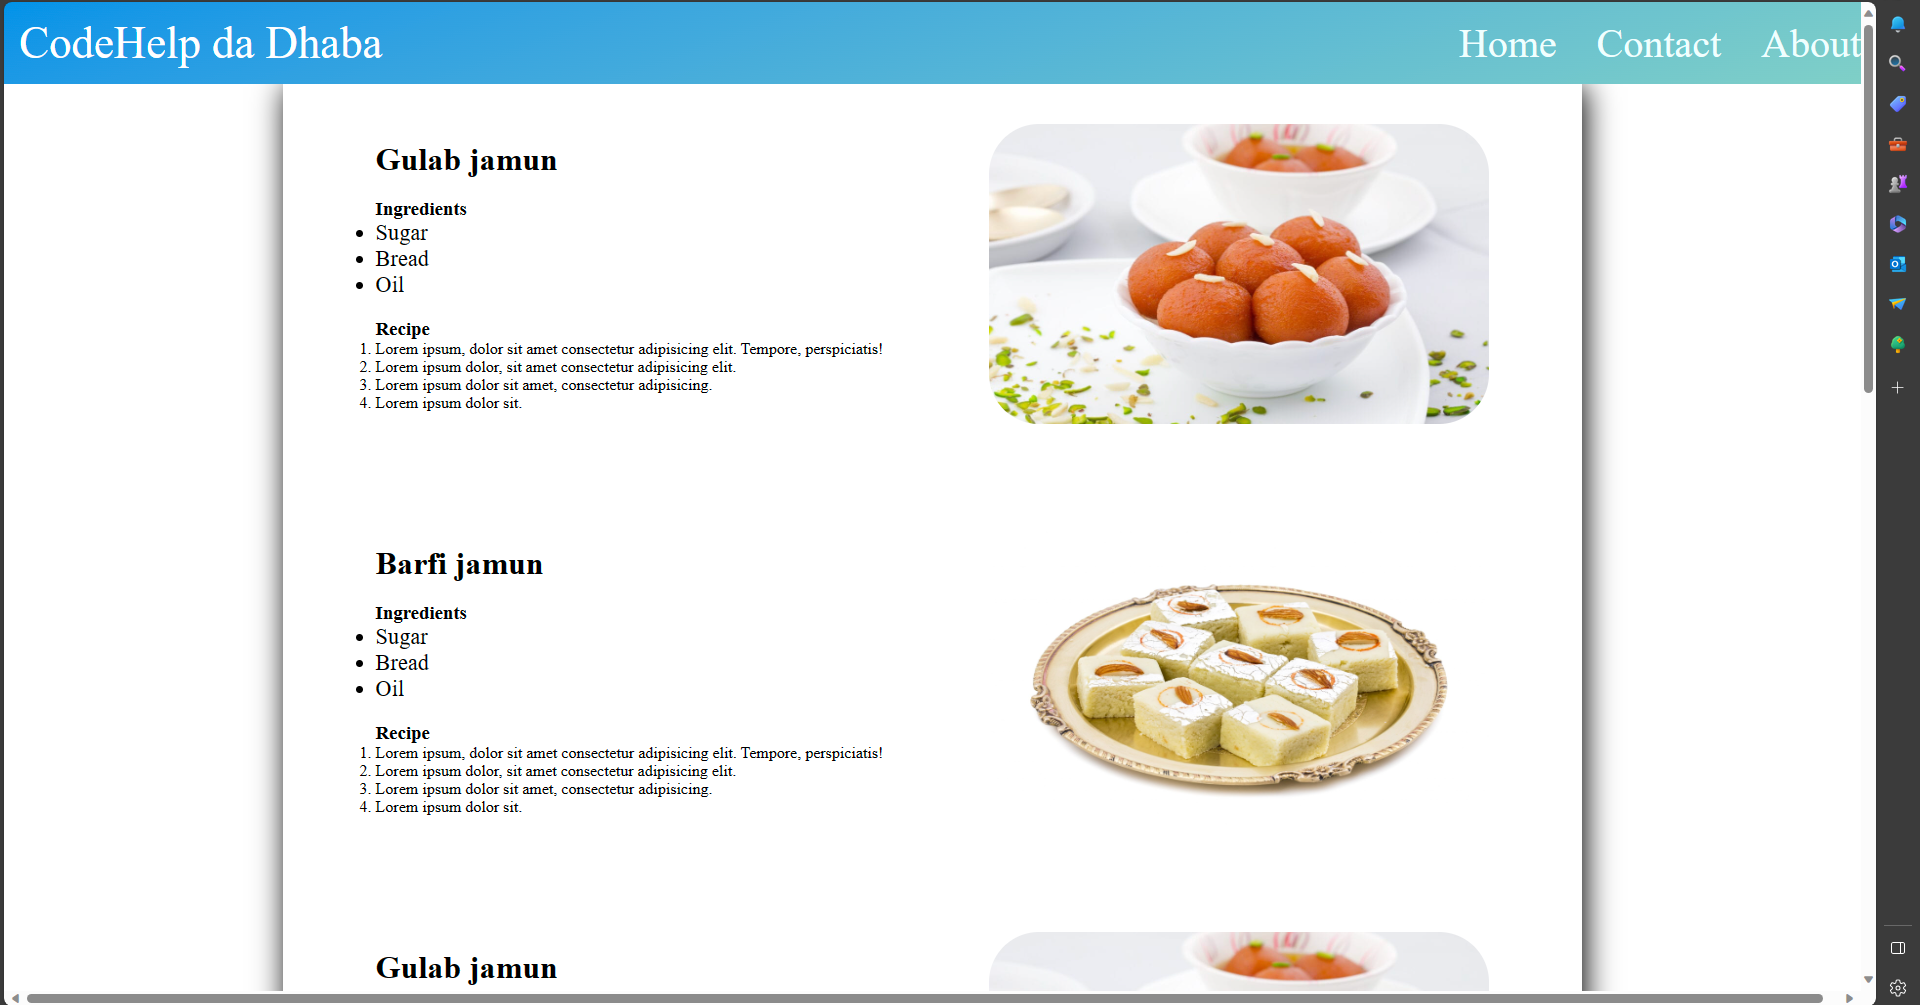 CodeHelp da Dhaba Home Contact About
Gulab jamun
Ingredients
• Sugar
• Bread
• Oil
Recipe
1. Lorem ipsum, dolor sit amet consectetur adipisicing elit. Tempore, perspiciatis!
2. Lorem ipsum dolor, sit amet consectetur adipisicing elit.
3. Lorem ipsum dolor sit amet, consectetur adipisicing.
4. Lorem ipsum dolor sit.
Barfi jamun
Ingredients
• Sugar
• Bread
• Oil
Recipe
1. Lorem ipsum, dolor sit amet consectetur adipisicing elit. Tempore, perspiciatis!
2. Lorem ipsum dolor, sit amet consectetur adipisicing elit.
3. Lorem ipsum dolor sit amet, consectetur adipisicing.
4. Lorem ipsum dolor sit.
Gulab jamun